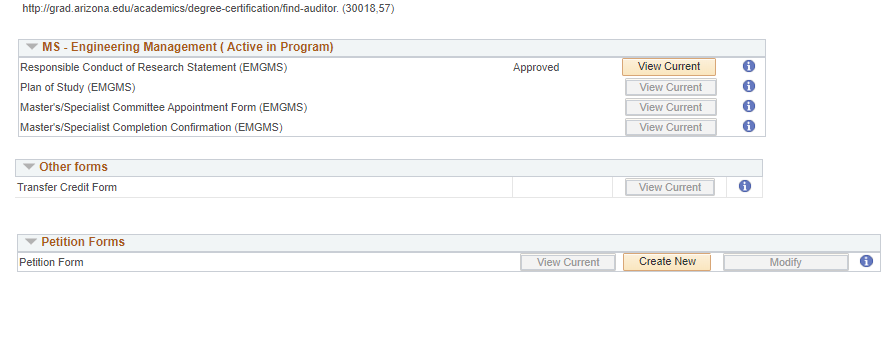 http://grad.arizona.edu/academics/degree-certification/find-auditor. (30018,57)
MS - Engineering Management ( Active in Program)
Responsible Conduct of Research Statement (EMGMS) Approved View Current
Plan of Study (EMGMS) View Current
Master's/Specialist Committee Appointment Form (EMGMS) View Current
Master's/Specialist Completion Confirmation (EMGMS) View Current
Other forms
Transfer Credit Form View Current
Petition Forms
Petition Form View Current Create New Modify